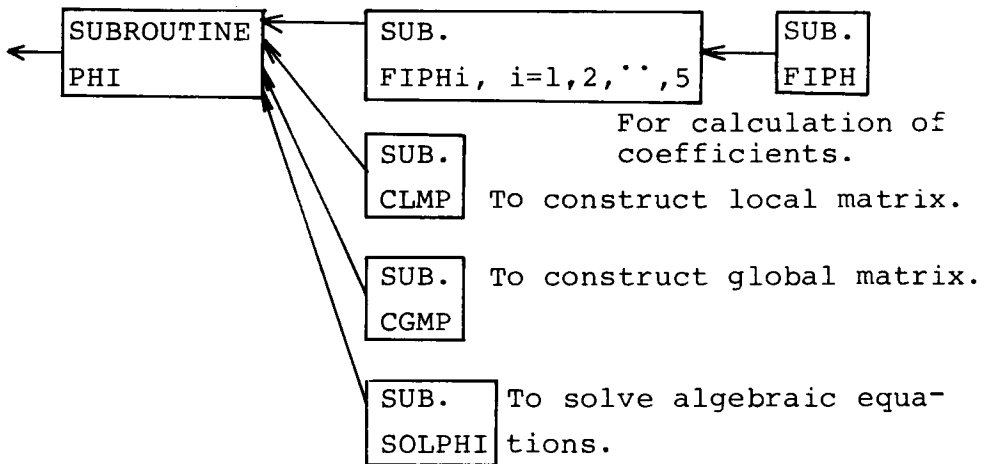 SUBROUTINE
PHI
SUB.
FIPHi, i=1,2,··,5
SUB.
FIPH
For calculation of
coefficients.
SUB.
CLMP
To construct local matrix.
SUB.
CGMP
To construct global matrix.
SUB.
SOLPHI
To solve algebraic equa-
tions.